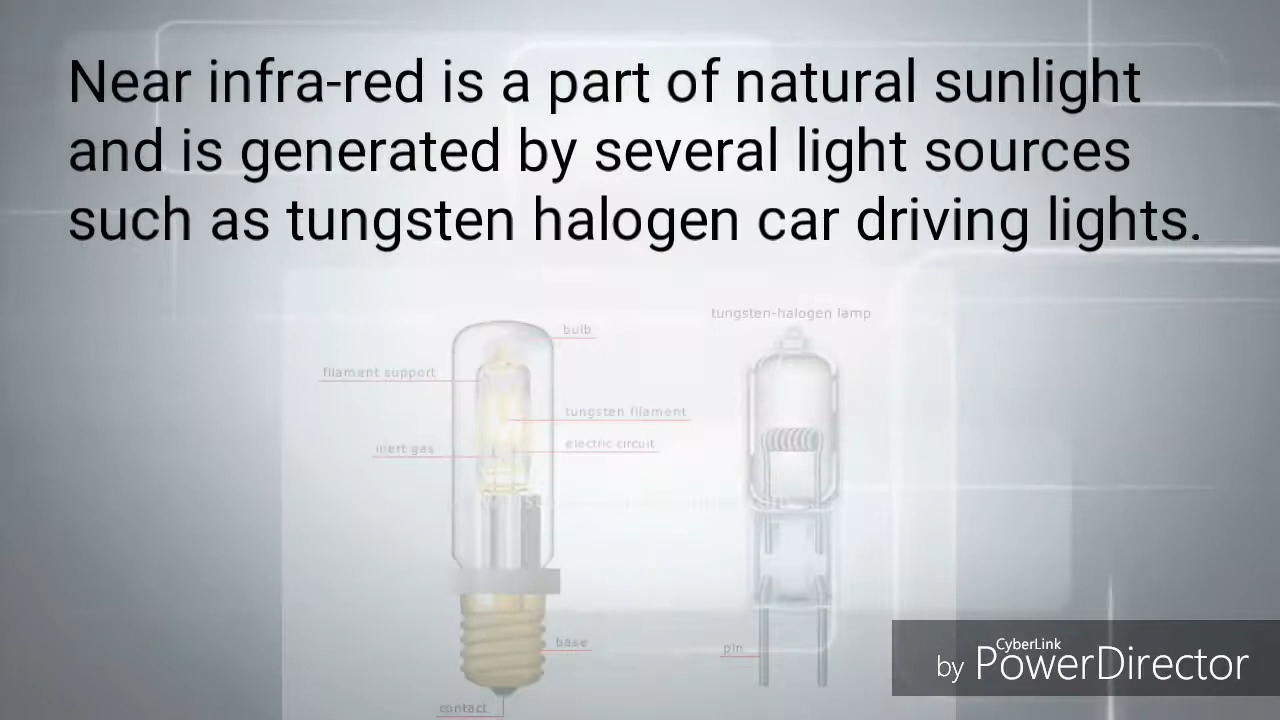 Near infra-red is a part of natural sunlight
and is generated by several light sources
such as tungsten halogen car driving lights.
tungsten-halogen lamp
bulb
filament support
tungsten filament
electric circuit
inert gas
base
pin
contact
CyberLink
by PowerDirector